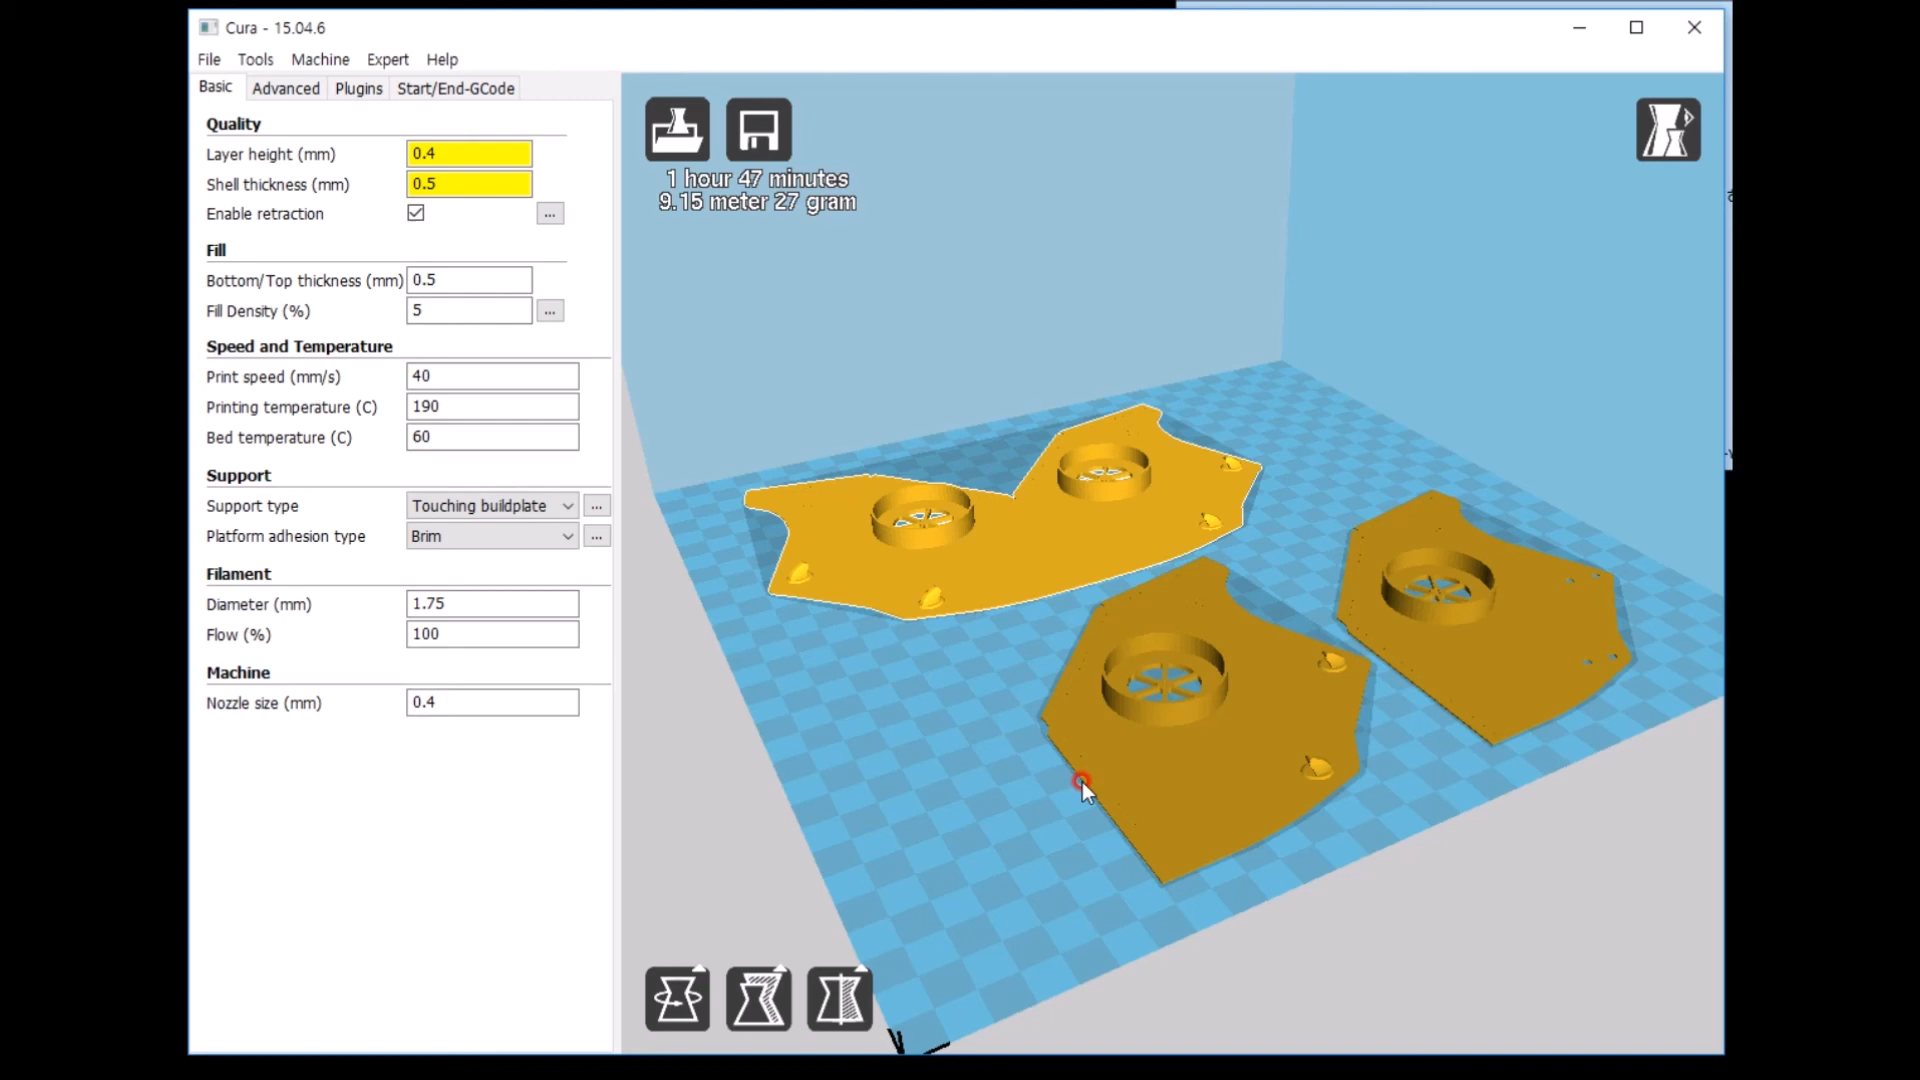 Cura - 15.04.6
File Tools Machine Expert Help
Basic Advanced Plugins Start/End-GCode
Quality
Layer height (mm) 0.4
Shell thickness (mm) 0.5
Enable retraction ...
Fill
Bottom/Top thickness (mm) 0.5
Fill Density (%) 5 ...
Speed and Temperature
Print speed (mm/s) 40
Printing temperature (C) 190
Bed temperature (C) 60
Support
Support type Touching buildplate ...
Platform adhesion type Brim ...
Filament
Diameter (mm) 1.75
Flow (%) 100
Machine
Nozzle size (mm) 0.4
1 hour 47 minutes
9.15 meter 27 gram